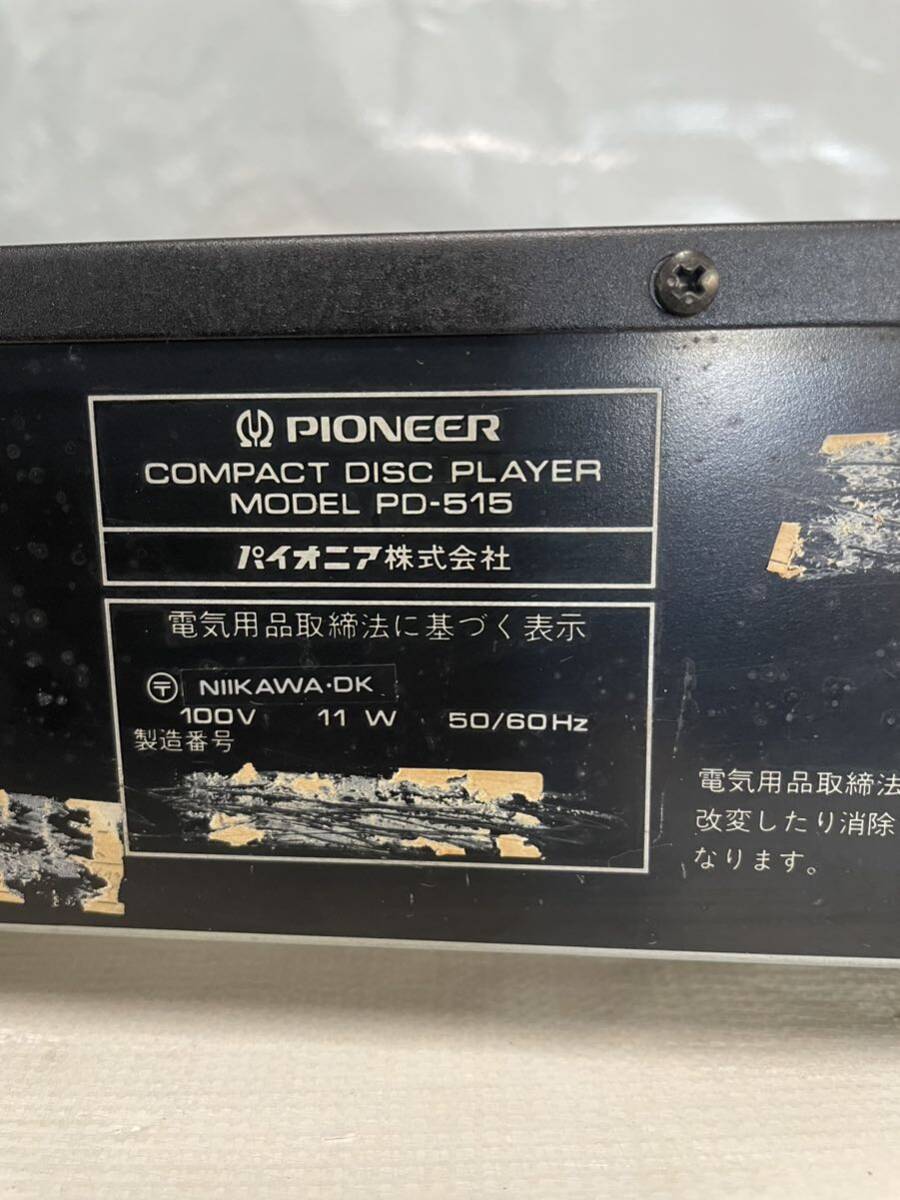 PIONEER
COMPACT DISC PLAYER
MODEL PD-515
パイオニア株式会社
電気用品取締法に基づく表示
〒 NIIKAWA・DK
100V 11 W 50/60Hz
製造番号
電気用品取締法
改変したり消除
なります。